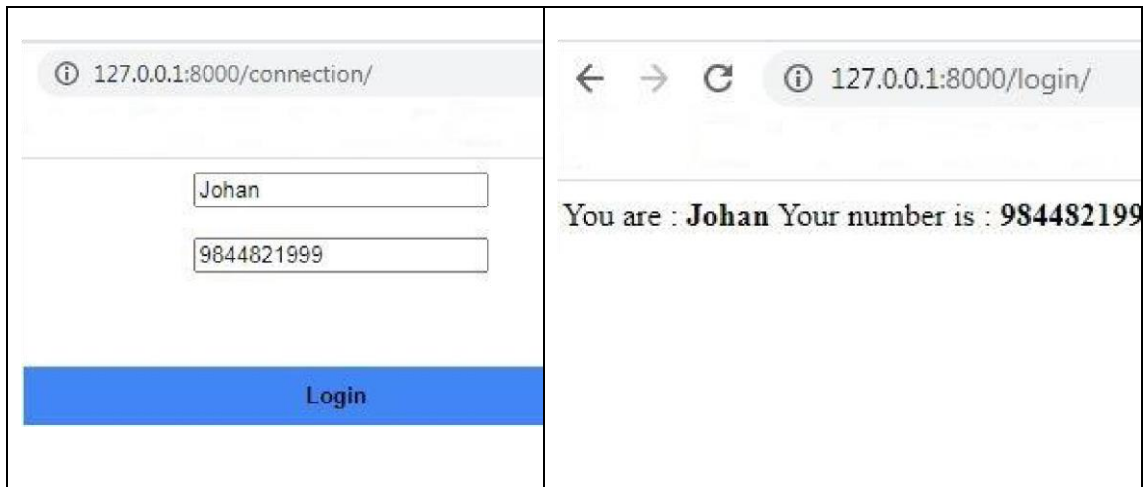 127.0.0.1:8000/connection/
Johan
9844821999
Login
127.0.0.1:8000/login/
You are : Johan Your number is : 984482199